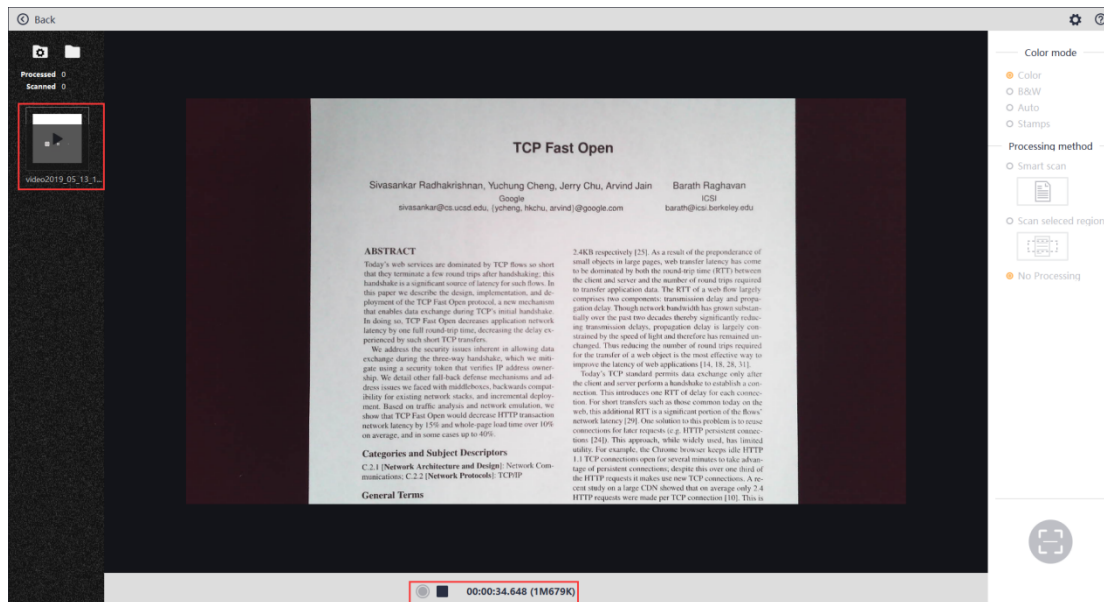 Back
Processed 0
Scanned 0
video2019_05_13_1...
TCP Fast Open
Sivasankar Radhakrishnan, Yuchung Cheng, Jerry Chu, Arvind Jain
Google
sivasankar@cs.ucsd.edu, {ycheng, hkchu, arvind}@google.com
Barath Raghavan
ICSI
barath@icsi.berkeley.edu
ABSTRACT
Today's web services are dominated by TCP flows so short
that they terminate a few round trips after handshaking; this
handshake is a significant source of latency for such flows. In
this paper we describe the design, implementation, and de-
ployment of the TCP Fast Open protocol, a new mechanism
that enables data exchange during TCP's initial handshake.
In doing so, TCP Fast Open decreases application network
latency by one full round-trip time, decreasing the delay ex-
perienced by such short TCP transfers.
We address the security issues inherent in allowing data
exchange during the three-way handshake, which we miti-
gate using a security token that verifies IP address owner-
ship. We detail other fall-back defense mechanisms and ad-
dress issues we faced with middleboxes, backwards compat-
ibility for existing network stacks, and incremental deploy-
ment. Based on traffic analysis and network emulation, we
show that TCP Fast Open would decrease HTTP transaction
network latency by 15% and whole-page load time over 10%
on average, and in some cases up to 40%.
Categories and Subject Descriptors
C.2.1 [Network Architecture and Design]: Network Com-
munications; C.2.2 [Network Protocols]: TCP/IP
General Terms
2.4KB respectively [25]. As a result of the preponderance of
small objects in large pages, web transfer latency has come
to be dominated by both the round-trip time (RTT) between
the client and server and the number of round trips required
to transfer application data. The RTT of a web flow largely
comprises two components: transmission delay and propa-
gation delay. Though network bandwidth has grown substan-
tially over the past two decades thereby significantly reduc-
ing transmission delays, propagation delay is largely con-
strained by the speed of light and therefore has remained un-
changed. Thus reducing the number of round trips required
for the transfer of a web object is the most effective way to
improve the latency of web applications [14, 18, 28, 31].
Today's TCP standard permits data exchange only after
the client and server perform a handshake to establish a con-
nection. This introduces one RTT of delay for each connec-
tion. For short transfers such as those common today on the
web, this additional RTT is a significant portion of the flows'
network latency [29]. One solution to this problem is to reuse
connections for later requests (e.g. HTTP persistent connec-
tions [24]). This approach, while widely used, has limited
utility. For example, the Chrome browser keeps idle HTTP
1.1 TCP connections open for several minutes to take advan-
tage of persistent connections; despite this over one third of
the HTTP requests it makes use new TCP connections. A re-
cent study on a large CDN showed that on average only 2.4
HTTP requests were made per TCP connection [10]. This is
Color mode
Color
B&W
Auto
Stamps
Processing method
Smart scan
Scan seleced region
No Processing
00:00:34.648 (1M679K)